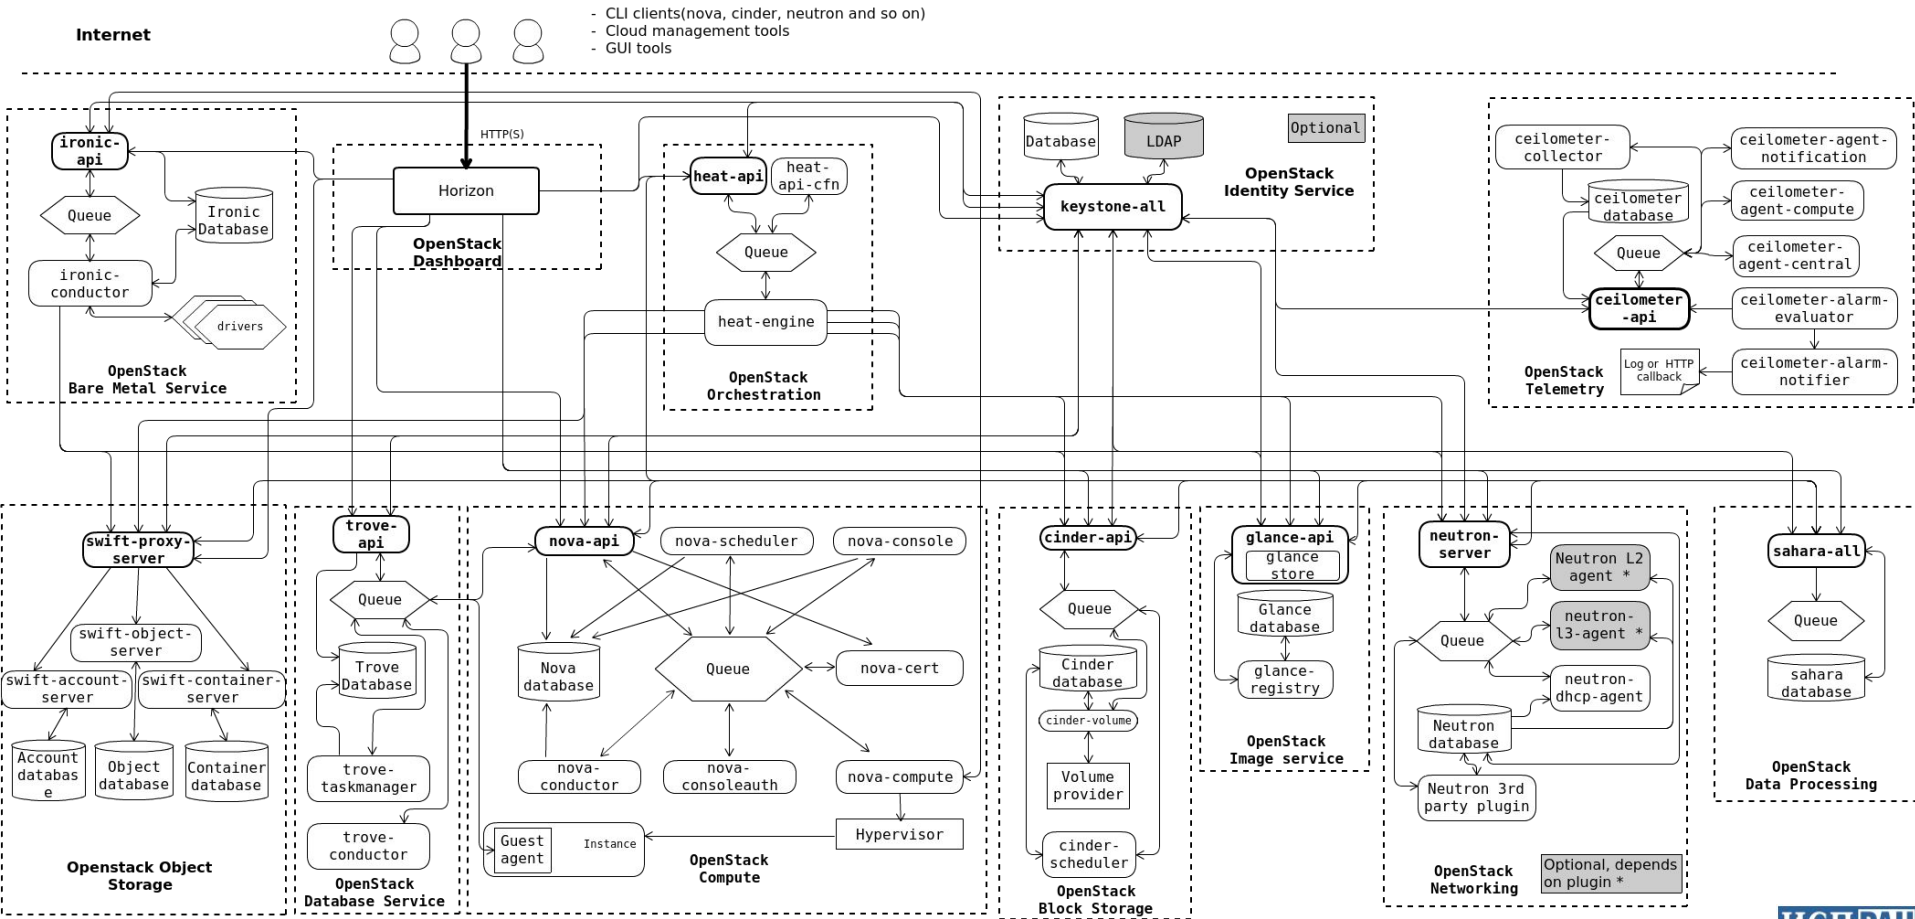 Internet
- CLI clients(nova, cinder, neutron and so on)
- Cloud management tools
- GUI tools
HTTP(S)
ironic-
api
Queue
Ironic
Database
ironic-
conductor
drivers
OpenStack
Bare Metal Service
Horizon
OpenStack
Dashboard
heat-api
heat-
api-cfn
Queue
heat-engine
OpenStack
Orchestration
Database
LDAP
Optional
OpenStack
Identity Service
keystone-all
ceilometer-
collector
ceilometer-agent-
notification
ceilometer
database
ceilometer-
agent-compute
Queue
ceilometer-
agent-central
ceilometer
-api
ceilometer-alarm-
evaluator
Log or HTTP
callback
ceilometer-alarm-
notifier
OpenStack
Telemetry
swift-proxy-
server
swift-object-
server
swift-account-
server
swift-container-
server
Account
databas
e
Object
database
Container
database
Openstack Object
Storage
trove-
api
Queue
Trove
Database
trove-
taskmanager
trove-
conductor
OpenStack
Database Service
nova-api
nova-scheduler
nova-console
Nova
database
Queue
nova-cert
nova-
conductor
nova-
consoleauth
nova-compute
Guest
agent
Instance
Hypervisor
OpenStack
Compute
cinder-api
Queue
Cinder
database
cinder-volume
Volume
provider
cinder-
scheduler
OpenStack
Block Storage
glance-api
glance
store
Glance
database
glance-
registry
OpenStack
Image service
neutron-
server
Neutron L2
agent *
neutron-
l3-agent *
Queue
neutron-
dhcp-agent
Neutron
database
Neutron 3rd
party plugin
OpenStack
Networking
Optional, depends
on plugin *
sahara-all
Queue
sahara
database
OpenStack
Data Processing